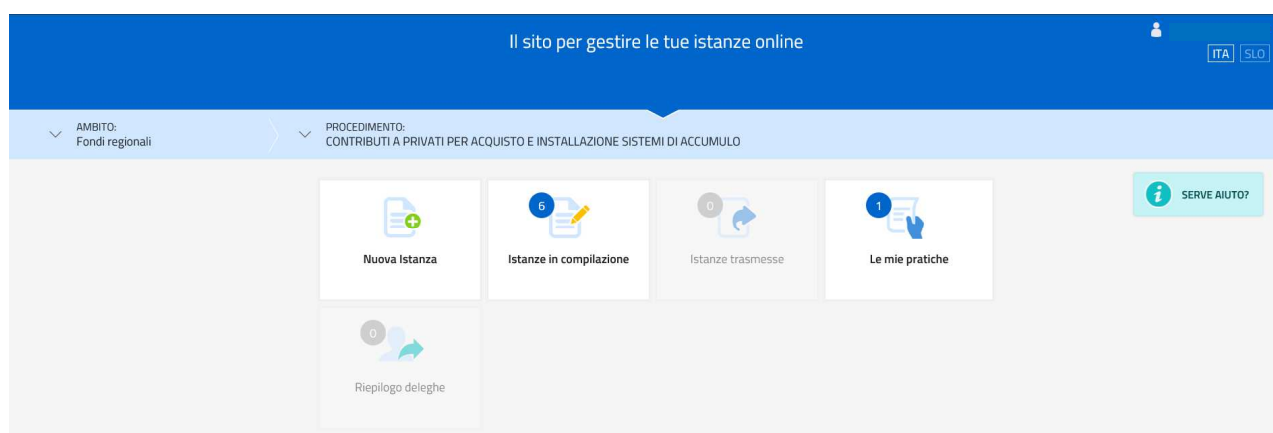 Il sito per gestire le tue istanze online
ITA SLO
AMBITO:
Fondi regionali
PROCEDIMENTO:
CONTRIBUTI A PRIVATI PER ACQUISTO E INSTALLAZIONE SISTEMI DI ACCUMULO
SERVE AIUTO?
Nuova Istanza
6
Istanze in compilazione
0
Istanze trasmesse
1
Le mie pratiche
0
Riepilogo deleghe